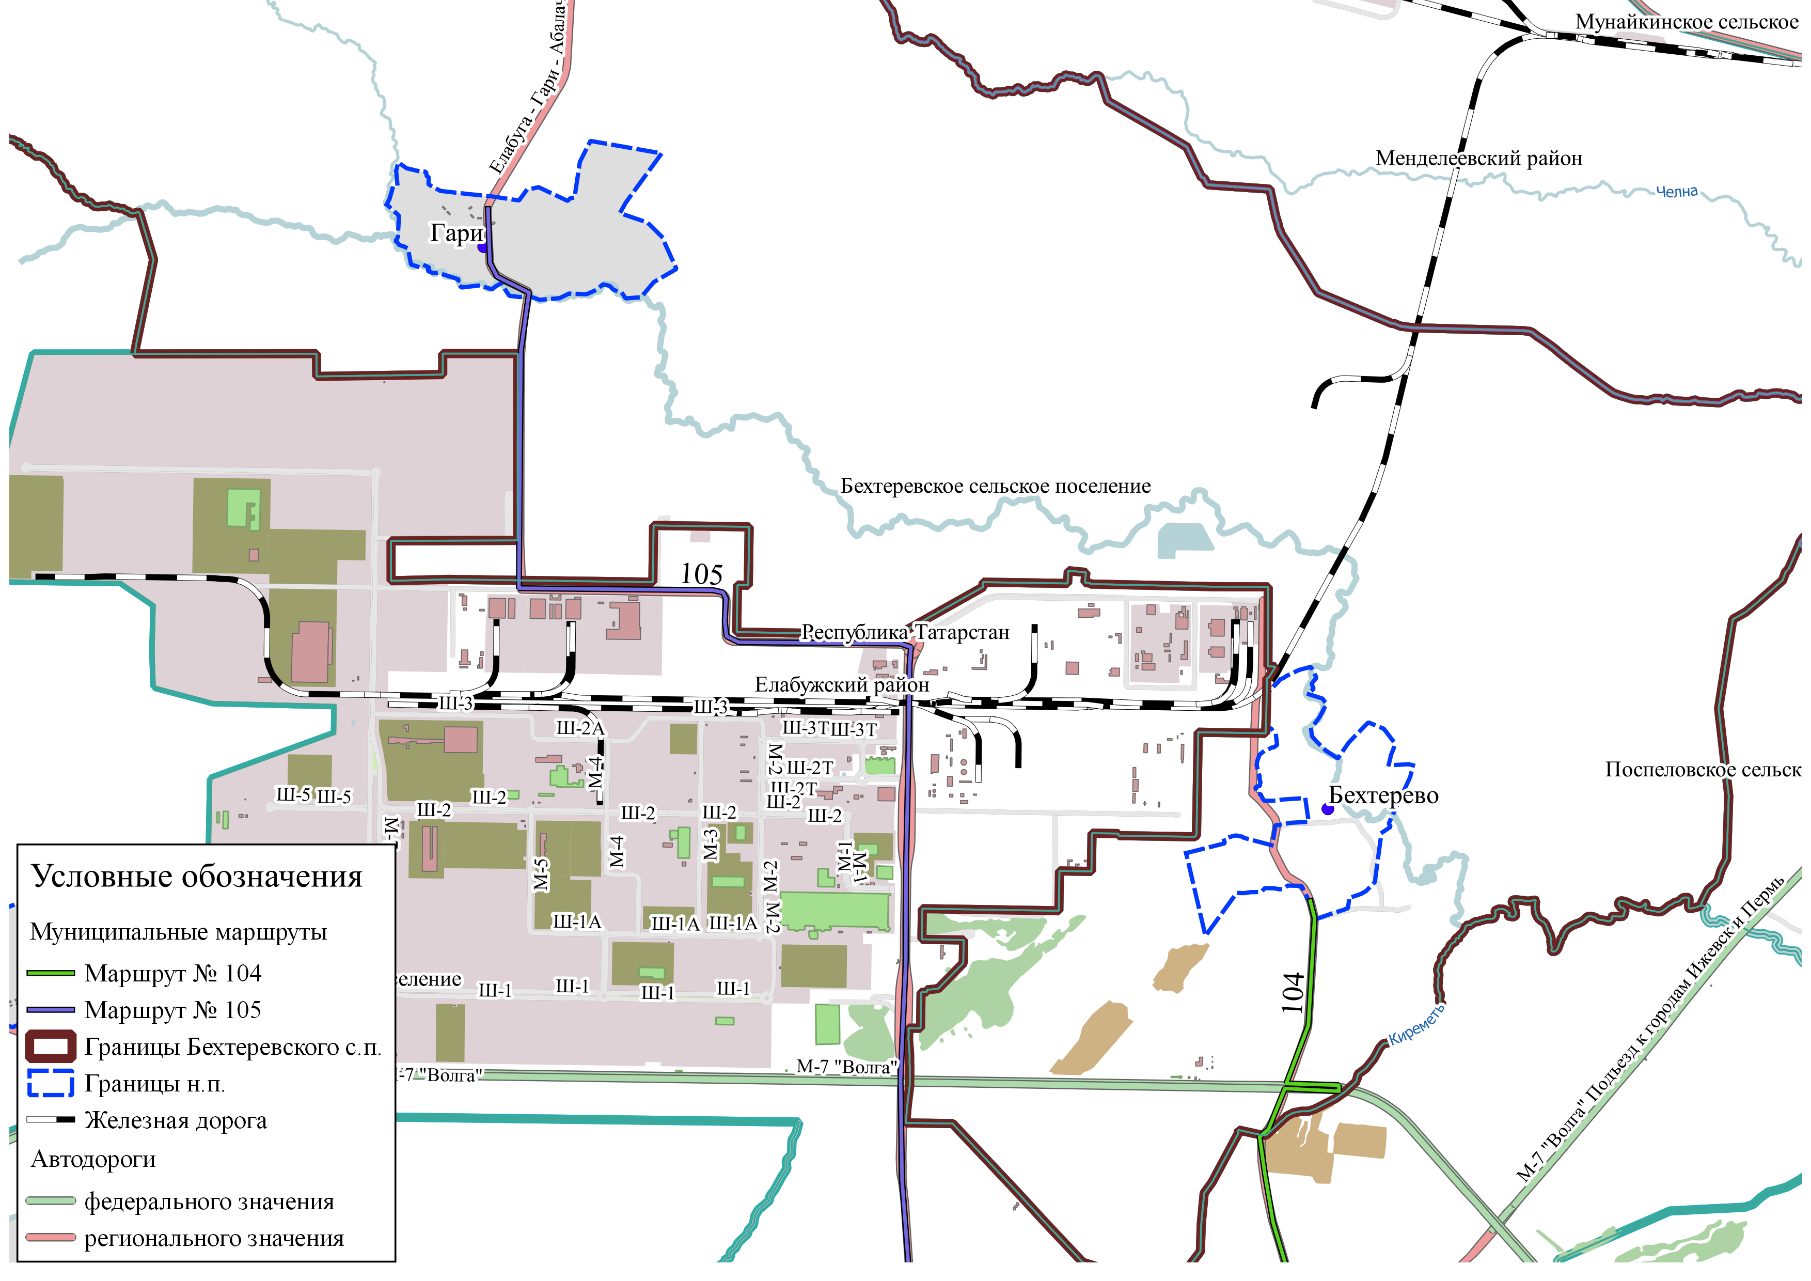 Мунайкинское сельское
Елабуга - Гари - Абалач
Менделеевский район
Челна
Гари
Бехтеревское сельское поселение
105
Республика Татарстан
Елабужский район
Ш-3
Ш-3
Ш-2А
Ш-3Т
Ш-3Т
М-2
Ш-2Т
М-4
Ш-2Т
Ш-5
Ш-5
Ш-2
Ш-2
Ш-2
Ш-2
Ш-2
Ш-2
Поспеловское сельск
Бехтерево
М-4
М-3
М-1
М-1
М-5
М-2
М-2
Ш-1А
Ш-1А
Ш-1А
еление
Ш-1
Ш-1
Ш-1
Ш-1
104
Киреметь
М-7 "Волга" Подъезд к городам Ижевск и Пермь
М-7 "Волга"
-7 "Волга"
Условные обозначения
Муниципальные маршруты
Маршрут № 104
Маршрут № 105
Границы Бехтеревского с.п.
Границы н.п.
Железная дорога
Автодороги
федерального значения
регионального значения